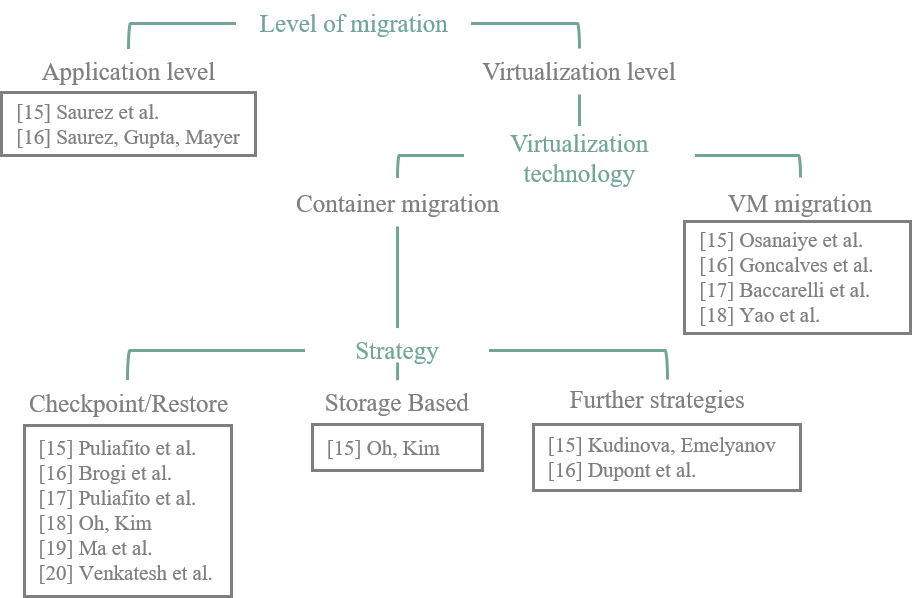 Level of migration
Application level
[15] Saurez et al.
[16] Saurez, Gupta, Mayer
Virtualization level
Virtualization
technology
Container migration
VM migration
[15] Osanaiye et al.
[16] Goncalves et al.
[17] Baccarelli et al.
[18] Yao et al.
Strategy
Checkpoint/Restore
[15] Puliafito et al.
[16] Brogi et al.
[17] Puliafito et al.
[18] Oh, Kim
[19] Ma et al.
[20] Venkatesh et al.
Storage Based
[15] Oh, Kim
Further strategies
[15] Kudinova, Emelyanov
[16] Dupont et al.